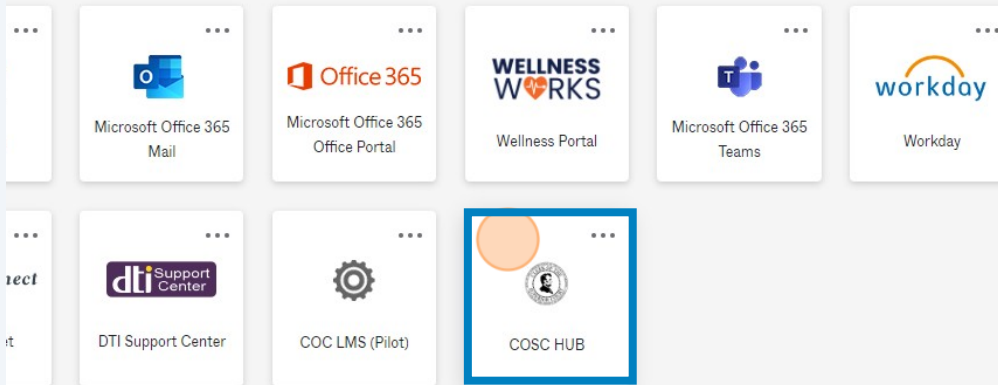 Office 365
WELLNESS
WORKS
workday
Microsoft Office 365
Mail
Microsoft Office 365
Office Portal
Wellness Portal
Microsoft Office 365
Teams
Workday
dti Support
Center
DTI Support Center
COC LMS (Pilot)
COSC HUB